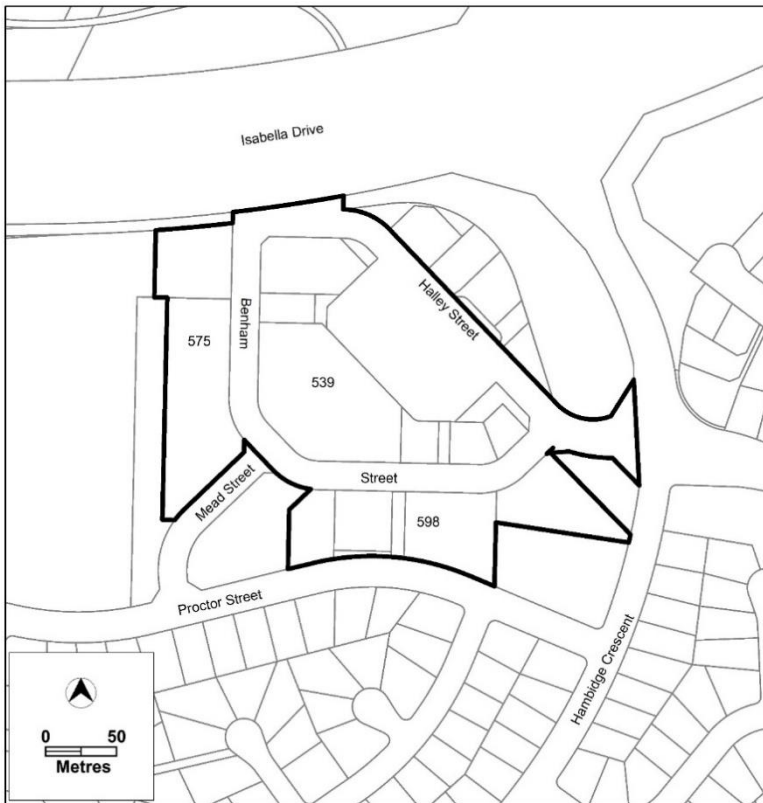 Isabella Drive
Halley Street
Benham
575
539
Street
Mead Street
598
Proctor Street
Hambidge Crescent
0 50
Metres